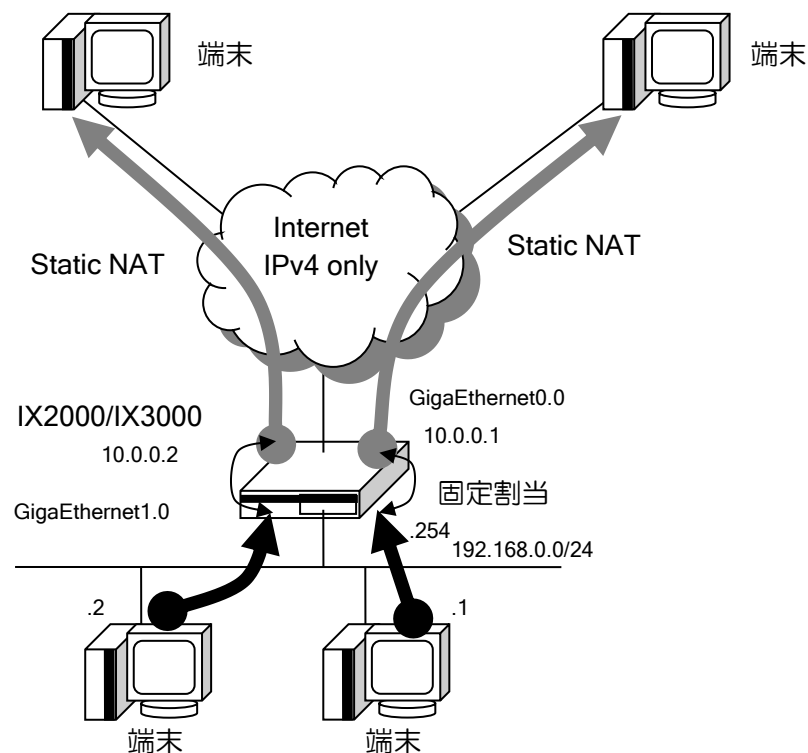 端末
端末
Internet
IPv4 only
Static NAT
Static NAT
GigaEthernet0.0
IX2000/IX3000
10.0.0.2
10.0.0.1
固定割当
GigaEthernet1.0
.254
192.168.0.0/24
.2
.1
端末
端末